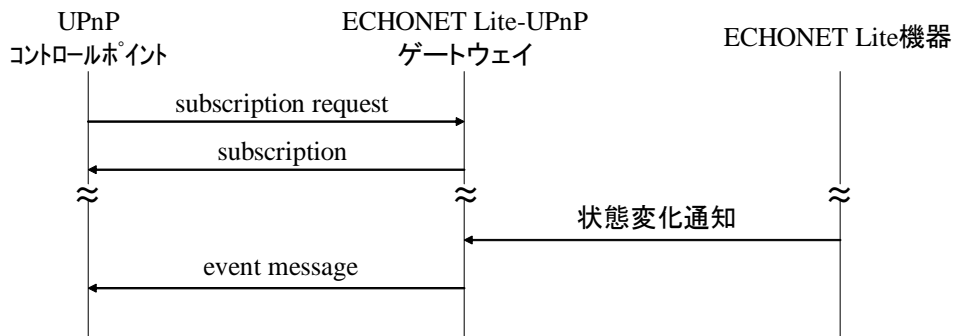 UPnP
コントロールポイント
ECHONET Lite-UPnP
ゲートウェイ
ECHONET Lite機器
subscription request
subscription
≈ ≈ ≈
状態変化通知
event message